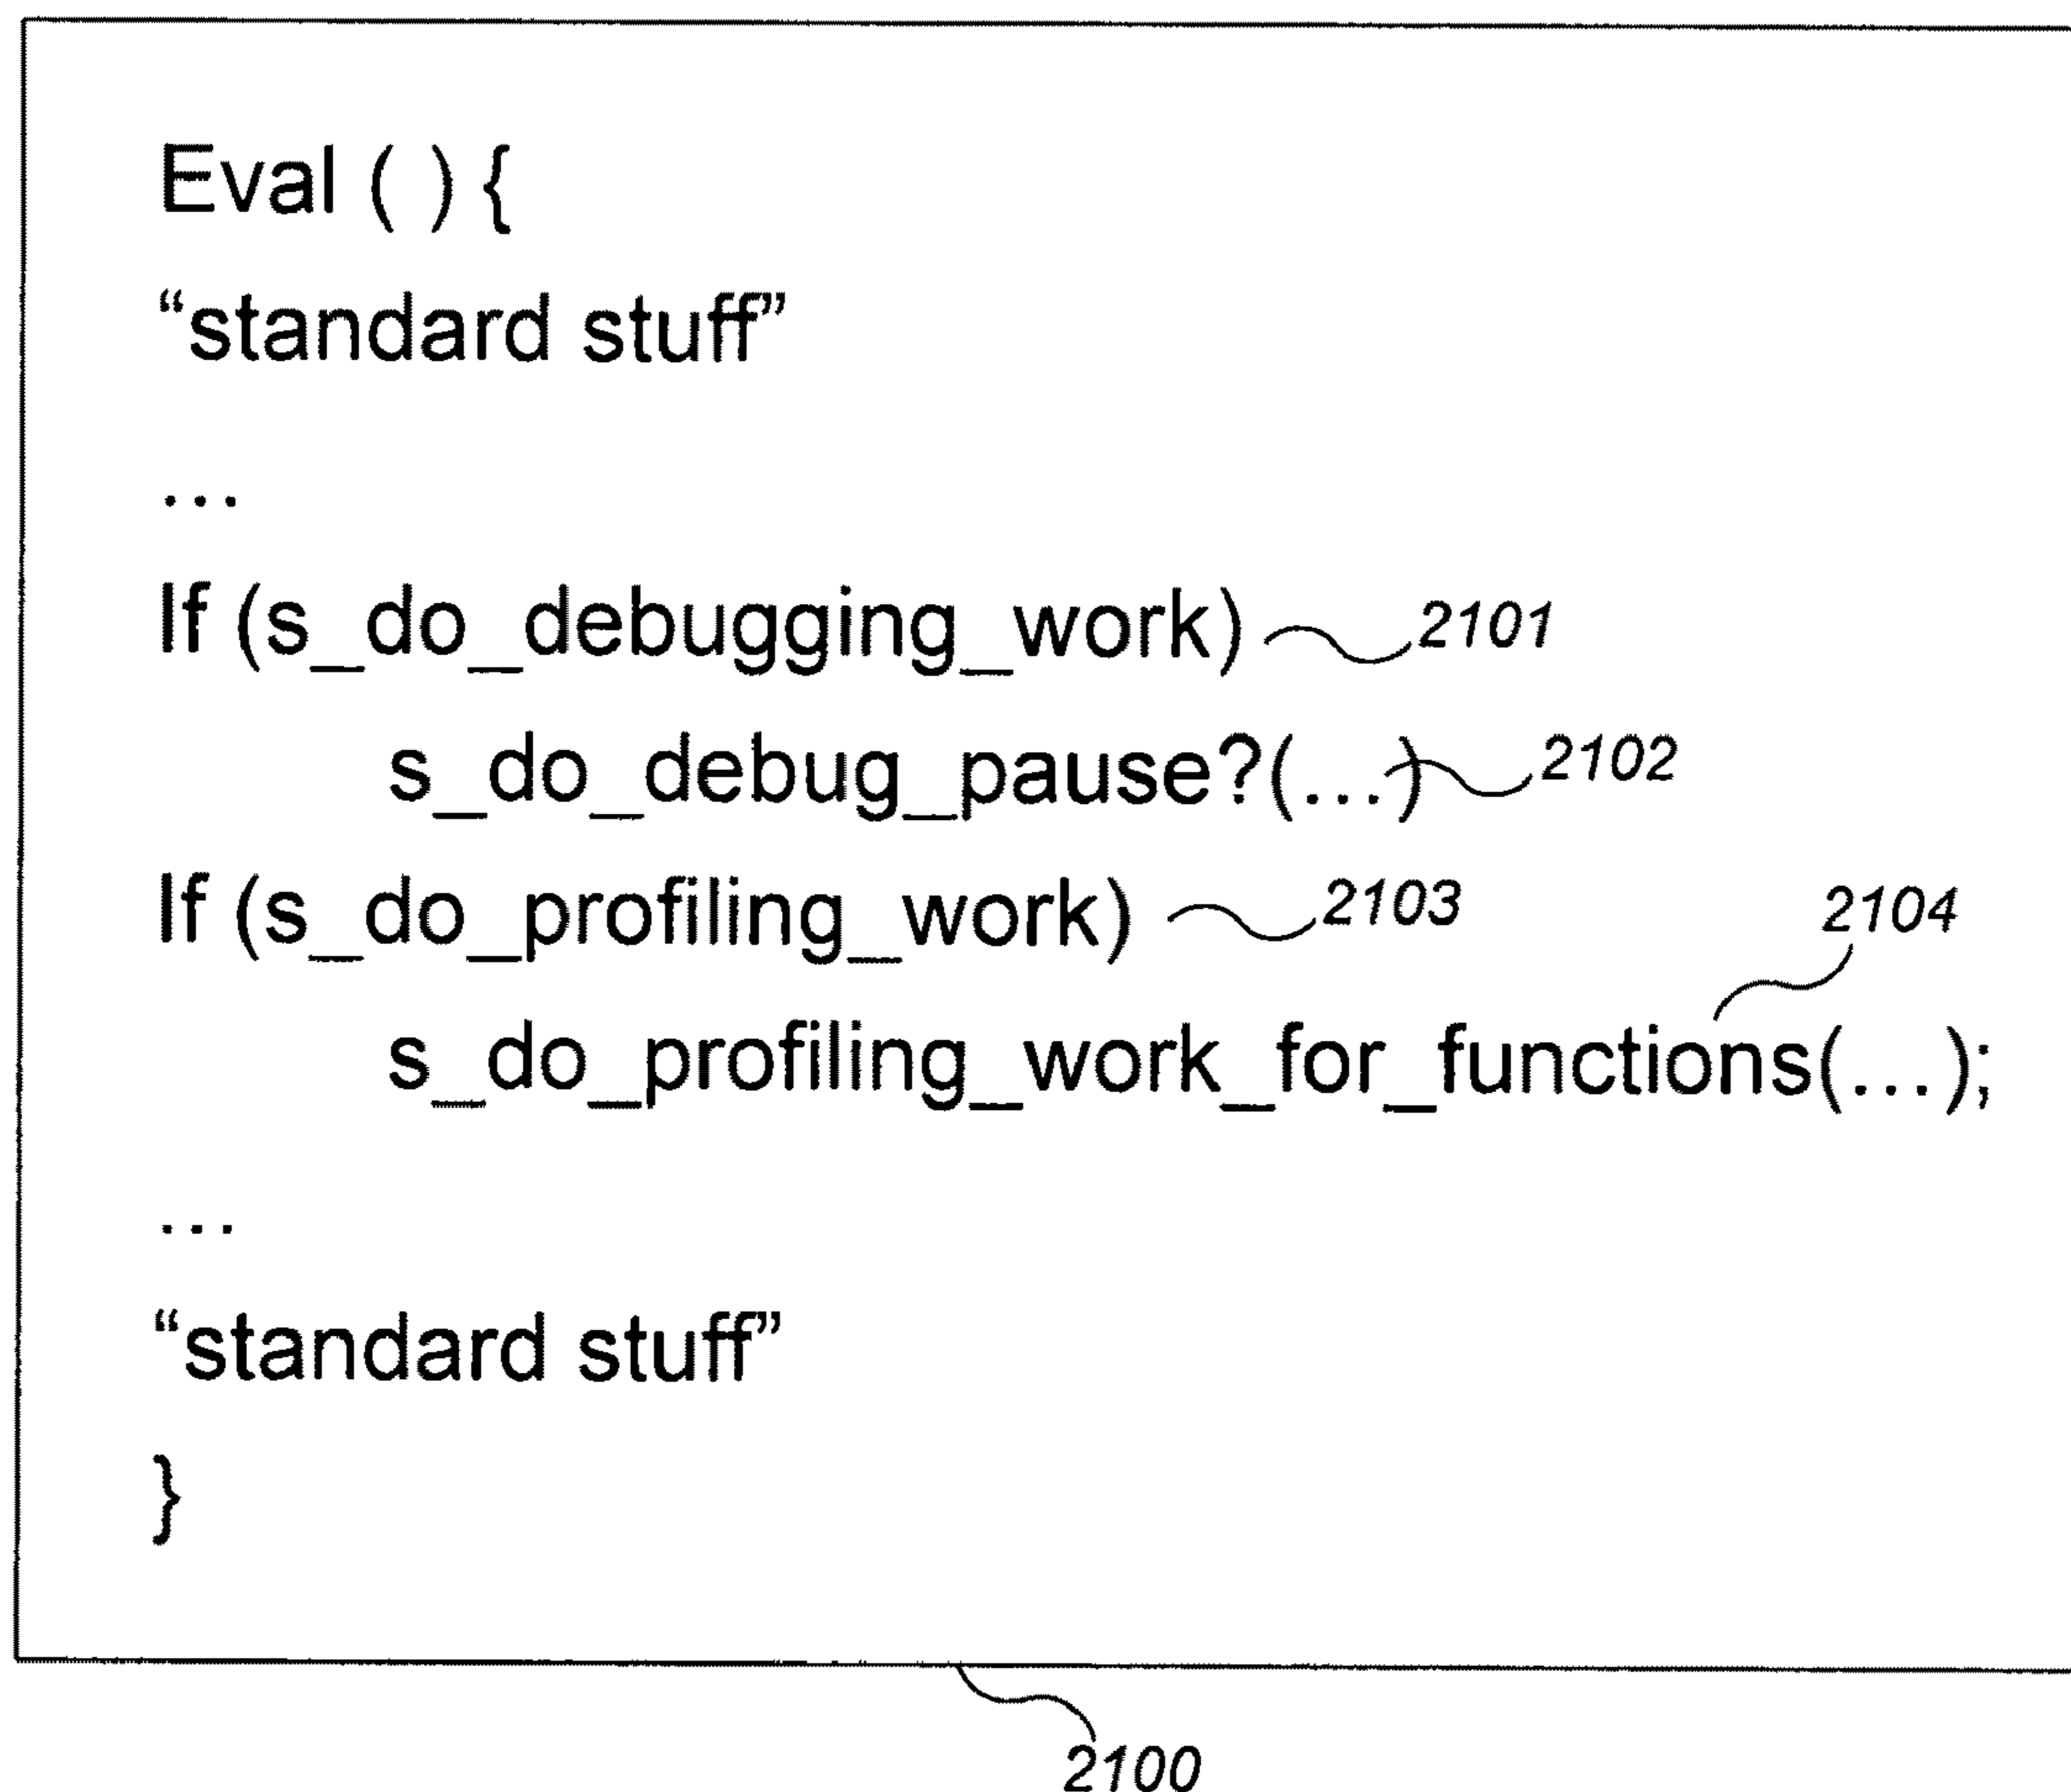 Eval ( ) {
“standard stuff”
...
If (s_do_debugging_work) 2101
s_do_debug_pause?(...) 2102
If (s_do_profiling_work) 2103 2104
s_do_profiling_work_for_functions(...);
...
“standard stuff”
}
2100